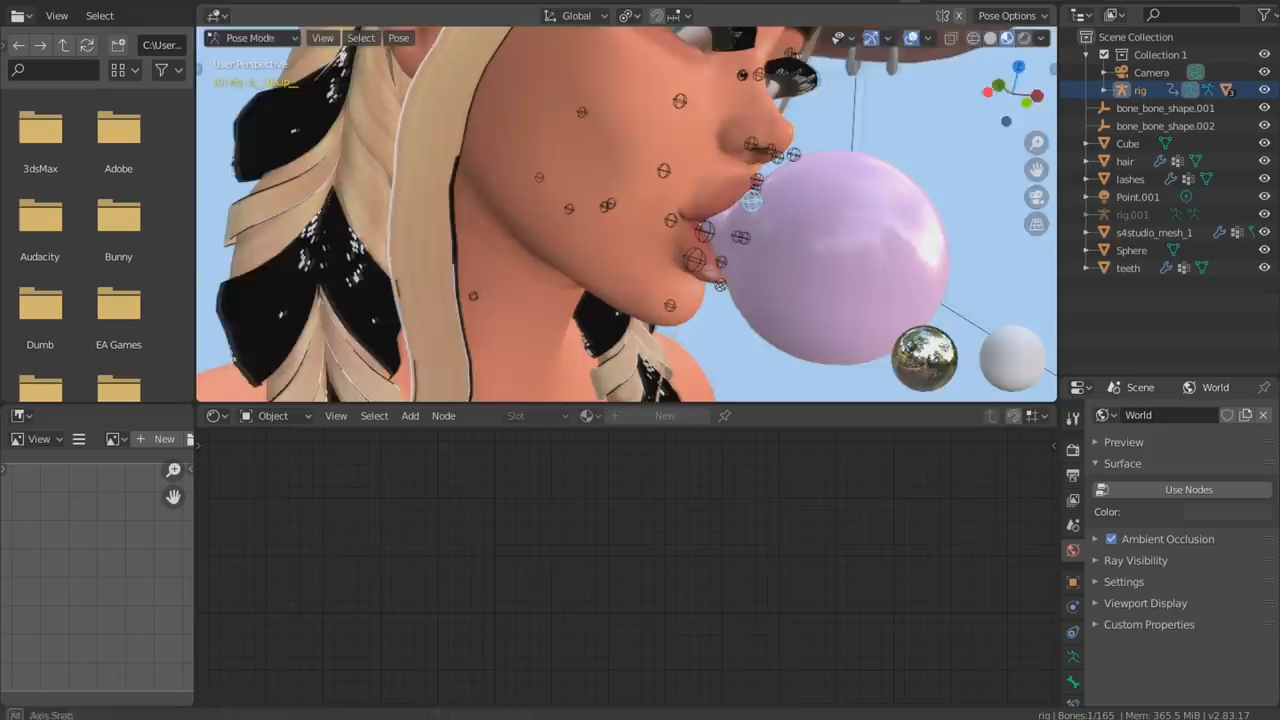 View Select
Global
X Pose Options
C:\User...
Pose Mode View Select Pose
User Perspective
3dsMax Adobe
Audacity Bunny
Dumb EA Games
Scene Collection
Collection 1
Camera
rig
bone_bone_shape.001
bone_bone_shape.002
Cube
hair
lashes
Point.001
rig.001
s4studio_mesh_1
Sphere
teeth
Scene World
World
Preview
Surface
Use Nodes
Color:
Ambient Occlusion
Ray Visibility
Settings
Viewport Display
Custom Properties
Object View Select Add Node Slot New
View New
Axis Snap
rig | Bones:1/165 | Mem: 365.5 MiB | v2.83.17